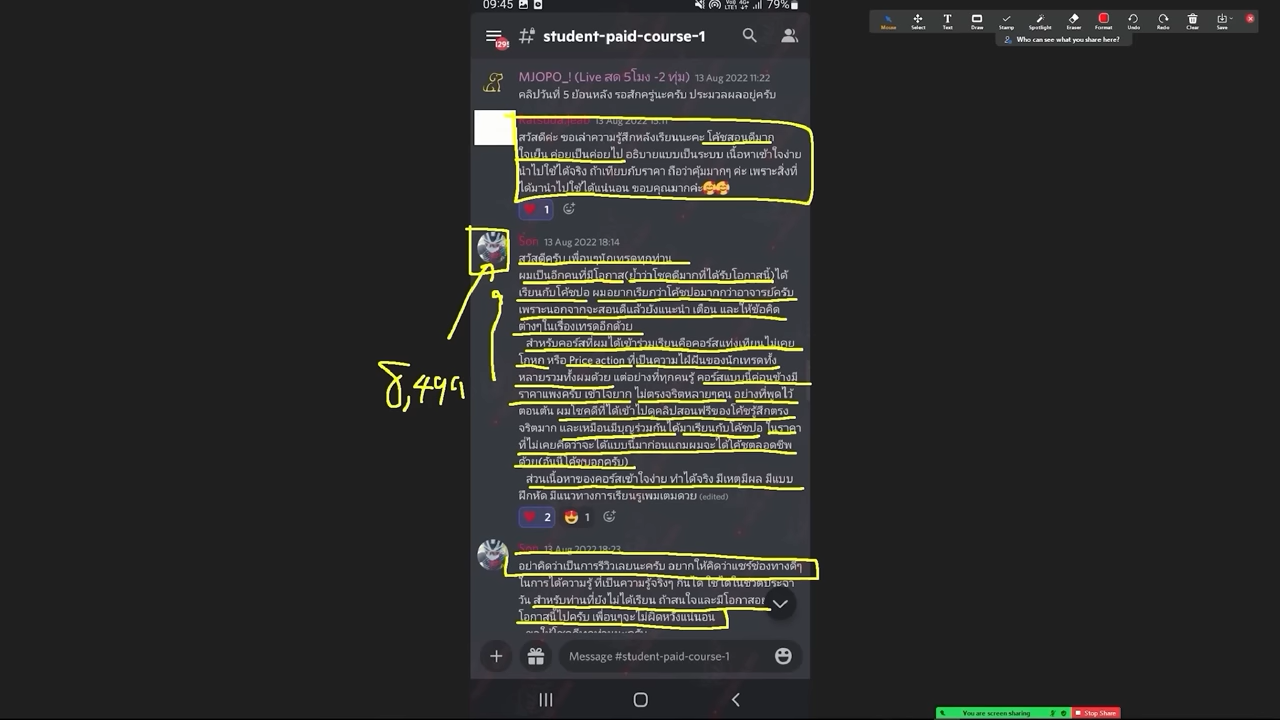 09:45
79%
Mouse Select Text Draw Stamp Spotlight Eraser Format Undo Redo Clear Save
Who can see what you share here?
129
student-paid-course-1
MJOPO_! (Live สด 5โมง -2 ทุ่ม) 13 Aug 2022 11:22
คลิปวันที่ 5 ย้อนหลัง รอสักครู่นะครับ ประมวลผลอยู่ครับ
13 Aug 2022 13:11
สวัสดีค่ะ ขอเล่าความรู้สึกหลังเรียนนะคะ โค้ชสอนดีมาก
ใจเย็น ค่อยเป็นค่อยไป อธิบายแบบเป็นระบบ เนื้อหาเข้าใจง่าย
นำไปใช้ได้จริง ถ้าเทียบกับราคา ถือว่าคุ้มมากๆ ค่ะ เพราะสิ่งที่
ได้มานำไปใช้ได้แน่นอน ขอบคุณมากค่ะ🥰🥰
1
Son 13 Aug 2022 18:14
สวัสดีครับ เพื่อนๆนักเทรดทุกท่าน
ผมเป็นอีกคนที่มีโอกาส(ย้ำว่าโชคดีมากที่ได้รับโอกาสนี้)ได้
เรียนกับโค้ชปอ ผมอยากเรียกว่าโค้ชปอมากกว่าอาจารย์ครับ
เพราะนอกจากจะสอนดีแล้วยังแนะนำ เตือน และให้ข้อคิด
ต่างๆในเรื่องเทรดอีกด้วย
สำหรับคอร์สที่ผมได้เข้าร่วมเรียนคือคอร์สแท่งเทียนไม่เคย
โกหก หรือ Price action ที่เป็นความใฝ่ฝันของนักเทรดทั้ง
หลายรวมทั้งผมด้วย แต่อย่างที่ทุกคนรู้ คอร์สแบบนี้ค่อนข้างมี
ราคาแพงครับ เข้าใจยาก ไม่ตรงจริตหลายๆคน อย่างที่พูดไว้
ตอนต้น ผมโชคดีที่ได้เข้าไปดูคลิปสอนฟรีของโค้ชรู้สึกตรง
จริตมาก และเหมือนมีบุญร่วมกันได้มาเรียนกับโค้ชปอ ในราคา
ที่ไม่เคยคิดว่าจะได้แบบนี้มาก่อนแถมผมจะได้โค้ชตลอดชีพ
ด้วย(อันนี้โค้ชบอกครับ)
ส่วนเนื้อหาของคอร์สเข้าใจง่าย ทำได้จริง มีเหตุมีผล มีแบบ
ฝึกหัด มีแนวทางการเรียนรู้เพิ่มเติมด้วย (edited)
2 1
Son 13 Aug 2022 18:23
อย่าคิดว่าเป็นการรีวิวเลยนะครับ อยากให้คิดว่าแชร์ช่องทางดีๆ
ในการได้ความรู้ ที่เป็นความรู้จริงๆ กินได้ ใช้ได้ในชีวิตประจำ
วัน สำหรับท่านที่ยังไม่ได้เรียน ถ้าสนใจและมีโอกาส
โอกาสนี้ไปครับ เพื่อนๆจะไม่ผิดหวังแน่นอน
Message #student-paid-course-1
You are screen sharing Stop Share